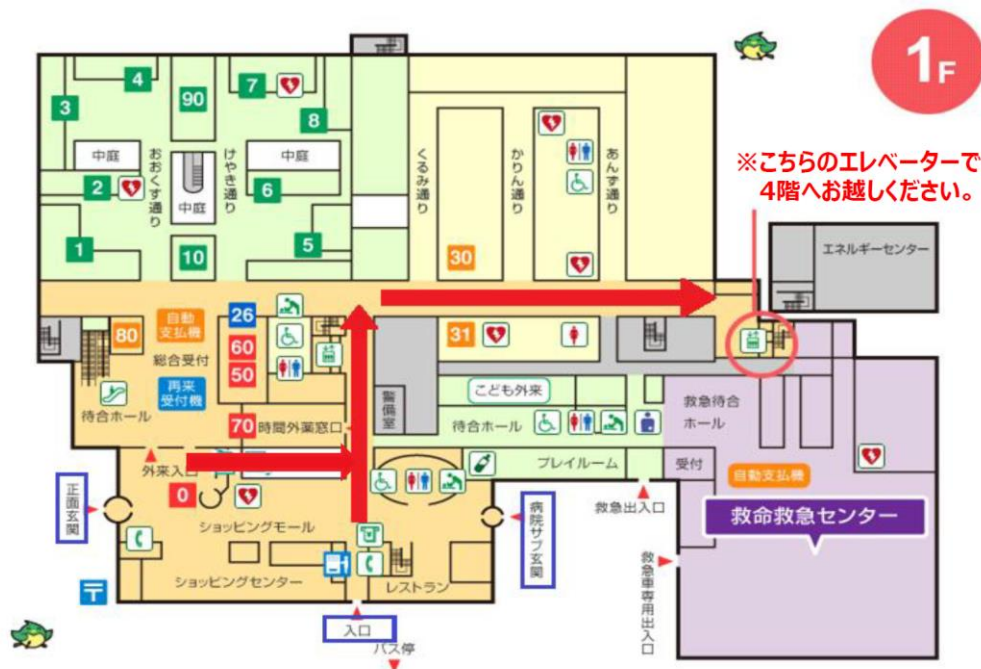 1F
※こちらのエレベーターで
4階へお越しください。
4
3
90
7
8
中庭
おおくす通り
中庭
けやき通り
中庭
2
6
1
10
5
くるみ通り
かりん通り
あんず通り
30
エネルギーセンター
80
自動
支払機
26
60
50
総合受付
再来
受付機
待合ホール
31
警備室
こども外来
待合ホール
救急待合
ホール
70
時間外薬窓口
外来入口
0
プレイルーム
受付
自動支払機
正面玄関
ショッピングモール
病院サブ玄関
救急出入口
救命救急センター
ショッピングセンター
レストラン
救急車専用出入口
〒
入口
バス停